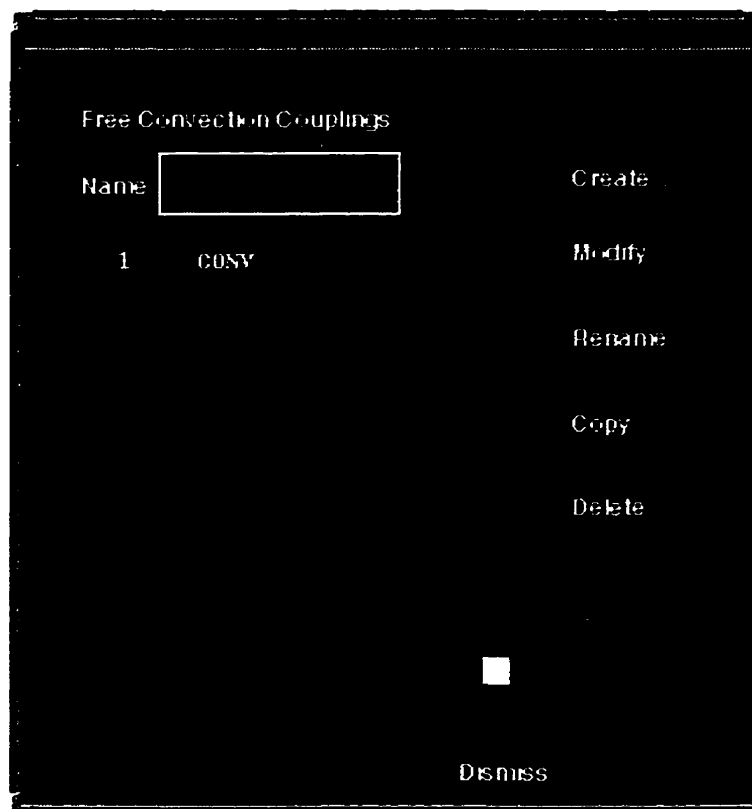 Free Convection Couplings
Name
Create...
1 CONV
Modify
Rename
Copy
Delete
Dismiss